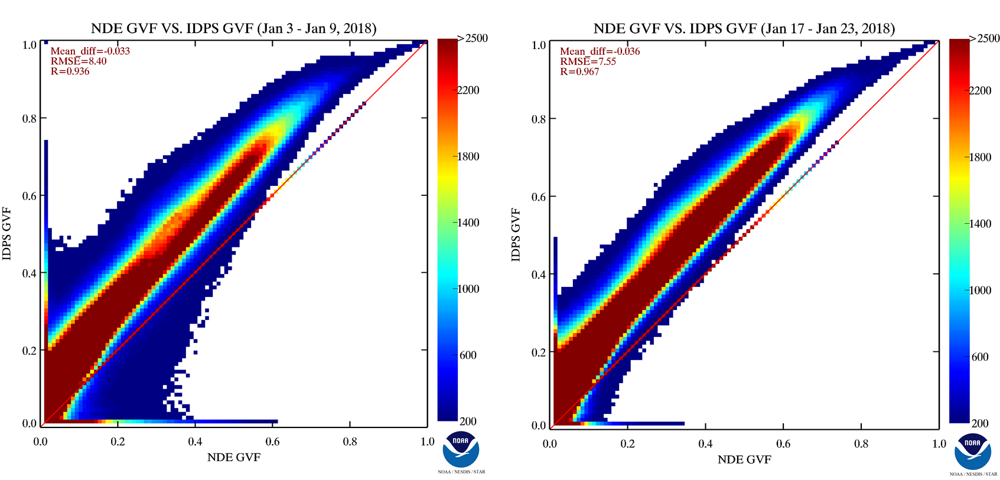 NDE GVF VS. IDPS GVF (Jan 3 - Jan 9, 2018)
Mean_diff=-0.033
RMSE=8.40
R=0.936
1.0
0.8
0.6
0.4
0.2
0.0
IDPS GVF
0.0 0.2 0.4 0.6 0.8 1.0
NDE GVF
>2500
2200
1800
1400
1000
600
200
NOAA
NOAA / NESDIS / STAR
NDE GVF VS. IDPS GVF (Jan 17 - Jan 23, 2018)
Mean_diff=-0.036
RMSE=7.55
R=0.967
1.0
0.8
0.6
0.4
0.2
0.0
IDPS GVF
0.0 0.2 0.4 0.6 0.8 1.0
NDE GVF
>2500
2200
1800
1400
1000
600
200
NOAA
NOAA / NESDIS / STAR